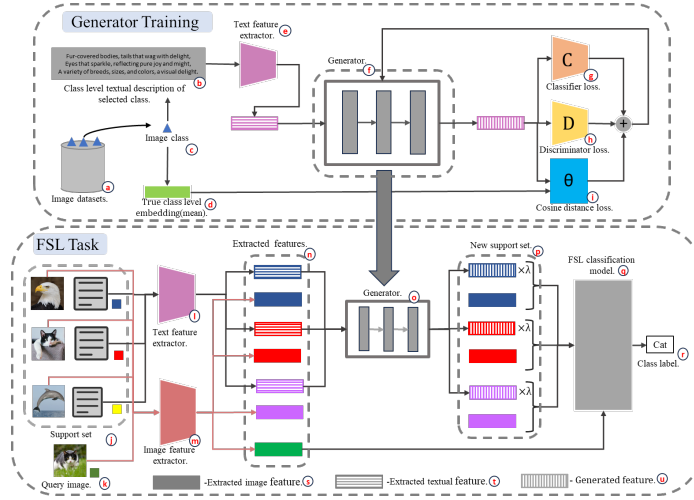 Generator Training
Fur-covered bodies, tails that wag with delight,
Eyes that sparkle, reflecting pure joy and might,
A variety of breeds, sizes, and colors, a visual delight.
b
Class level textual description of
selected class.
Text feature
extractor.
e
Generator.
f
C
g
Classifier loss.
D
h
Discriminator loss.
+
θ
i
Cosine distance loss.
Image class
c
a
Image datasets.
True class level
embedding(mean).
d
FSL Task
Extracted features.
n
New support set.
p
FSL classification
model.
q
×λ
×λ
×λ
Generator.
o
l
Text feature
extractor.
m
Image feature
extractor.
Support set
j
Query image.
k
Cat
Class label.
r
-Extracted image feature.
s
-Extracted textual feature.
t
- Generated feature.
u